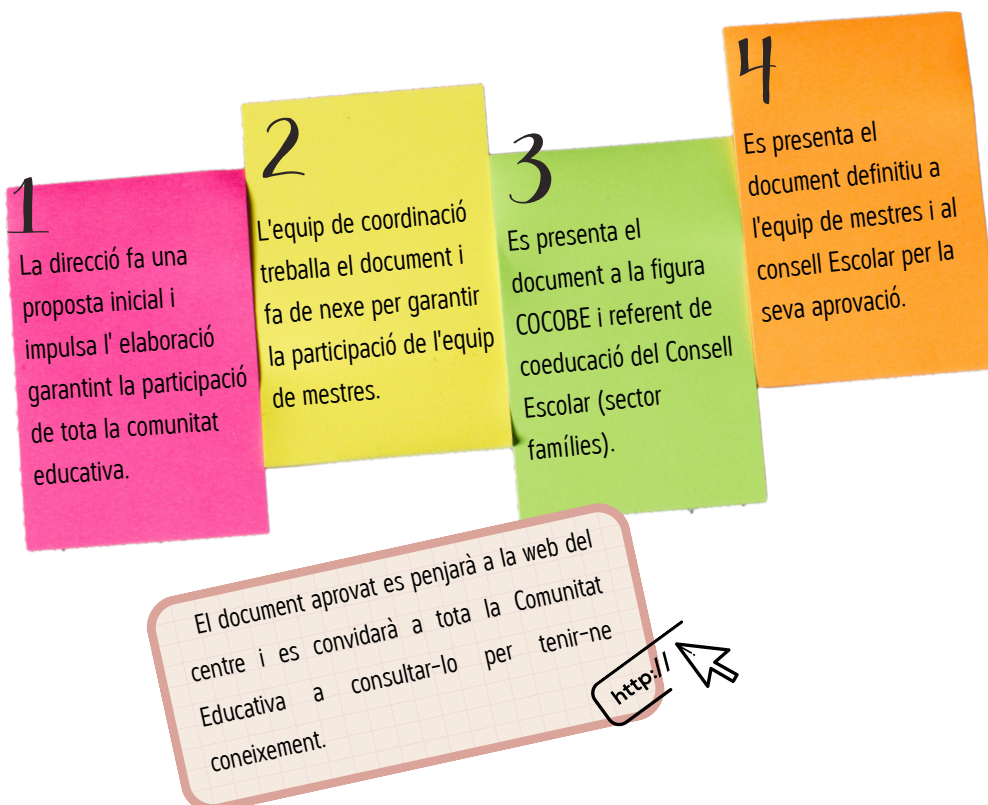 1
La direcció fa una
proposta inicial i
impulsa l' elaboració
garantint la participació
de tota la comunitat
educativa.
2
L'equip de coordinació
treballa el document i
fa de nexe per garantir
la participació de l'equip
de mestres.
3
Es presenta el
document a la figura
COCOBE i referent de
coeducació del Consell
Escolar (sector
famílies).
4
Es presenta el
document definitiu a
l'equip de mestres i al
consell Escolar per la
seva aprovació.
El document aprovat es penjarà a la web del
centre i es convidarà a tota la Comunitat
Educativa a consultar-lo per tenir-ne
coneixement.
http://